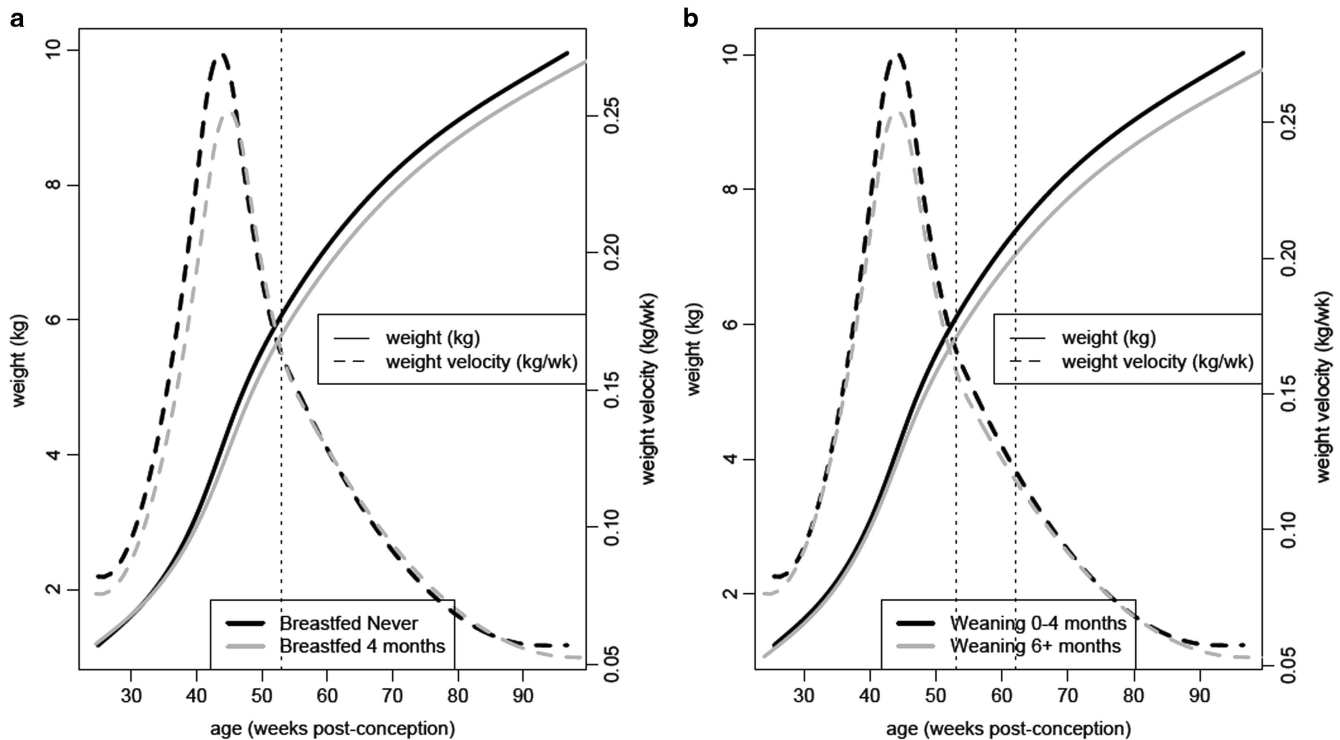 a
10
8
6
4
2
weight (kg)
0.25
0.20
0.15
0.10
0.05
weight velocity (kg/wk)
weight (kg)
weight velocity (kg/wk)
Breastfed Never
Breastfed 4 months
30 40 50 60 70 80 90
age (weeks post-conception)
b
10
8
6
4
2
weight (kg)
0.25
0.20
0.15
0.10
0.05
weight velocity (kg/wk)
weight (kg)
weight velocity (kg/wk)
Weaning 0-4 months
Weaning 6+ months
30 40 50 60 70 80 90
age (weeks post-conception)